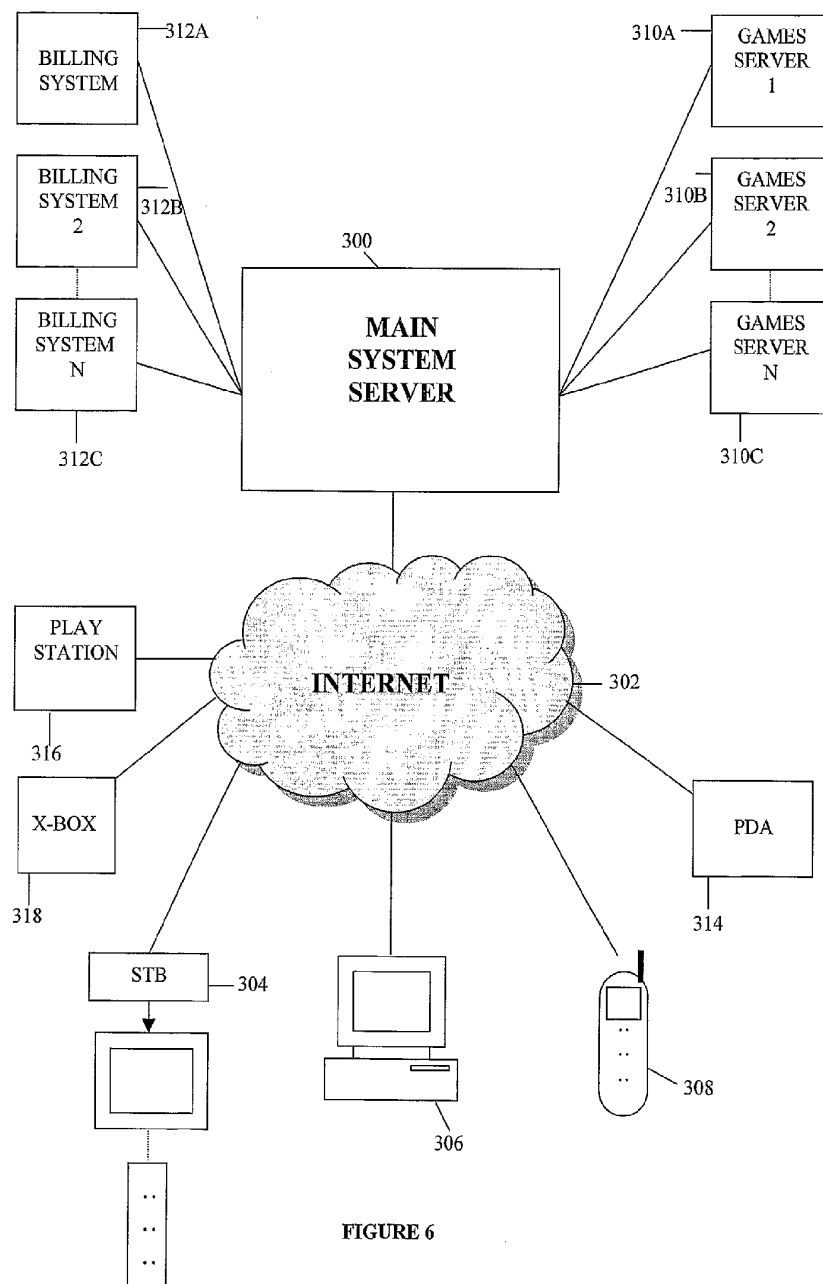 312A
BILLING
SYSTEM
310A
GAMES
SERVER
1
BILLING
SYSTEM
2
312B
310B
GAMES
SERVER
2
300
BILLING
SYSTEM
N
MAIN
SYSTEM
SERVER
GAMES
SERVER
N
312C
310C
PLAY
STATION
INTERNET
302
316
X-BOX
PDA
318
314
STB
304
308
306
FIGURE 6